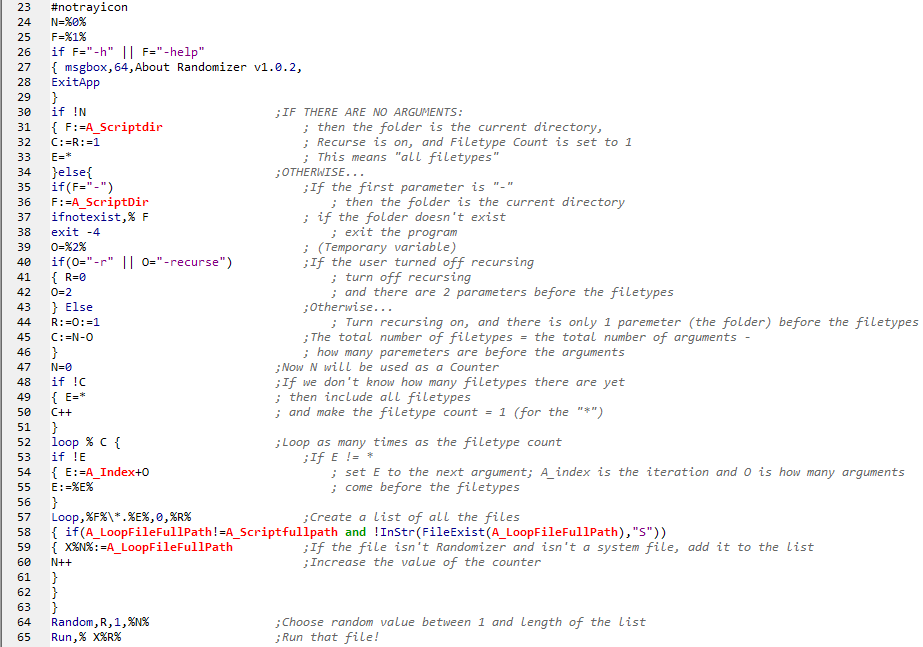 23 #notrayicon
24 N=%0%
25 F=%1%
26 if F="-h" || F="-help"
27 { msgbox,64,About Randomizer v1.0.2,
28 ExitApp
29 }
30 if !N ;IF THERE ARE NO ARGUMENTS:
31 { F:=A_Scriptdir ; then the folder is the current directory,
32 C:=R:=1 ; Recurse is on, and Filetype Count is set to 1
33 E=* ; This means "all filetypes"
34 }else{ ;OTHERWISE...
35 if(F="-") ;If the first parameter is "-"
36 F:=A_ScriptDir ; then the folder is the current directory
37 ifnotexist,% F ; if the folder doesn't exist
38 exit -4 ; exit the program
39 O=%2% ; (Temporary variable)
40 if(O="-r" || O="-recurse") ;If the user turned off recursing
41 { R=0 ; turn off recursing
42 O=2 ; and there are 2 parameters before the filetypes
43 } Else ;Otherwise...
44 R:=O:=1 ; Turn recursing on, and there is only 1 paremeter (the folder) before the filetypes
45 C:=N-O ;The total number of filetypes = the total number of arguments -
46 } ; how many paremeters are before the arguments
47 N=0 ;Now N will be used as a Counter
48 if !C ;If we don't know how many filetypes there are yet
49 { E=* ; then include all filetypes
50 C++ ; and make the filetype count = 1 (for the "*")
51 }
52 loop % C { ;Loop as many times as the filetype count
53 if !E ;If E != *
54 { E:=A_Index+O ; set E to the next argument; A_index is the iteration and O is how many arguments
55 E:=%E% ; come before the filetypes
56 }
57 Loop,%F%\*.%E%,0,%R% ;Create a list of all the files
58 { if(A_LoopFileFullPath!=A_Scriptfullpath and !InStr(FileExist(A_LoopFileFullPath),"S"))
59 { X%N%:=A_LoopFileFullPath ;If the file isn't Randomizer and isn't a system file, add it to the list
60 N++ ;Increase the value of the counter
61 }
62 }
63 }
64 Random,R,1,%N% ;Choose random value between 1 and length of the list
65 Run,% X%R% ;Run that file!